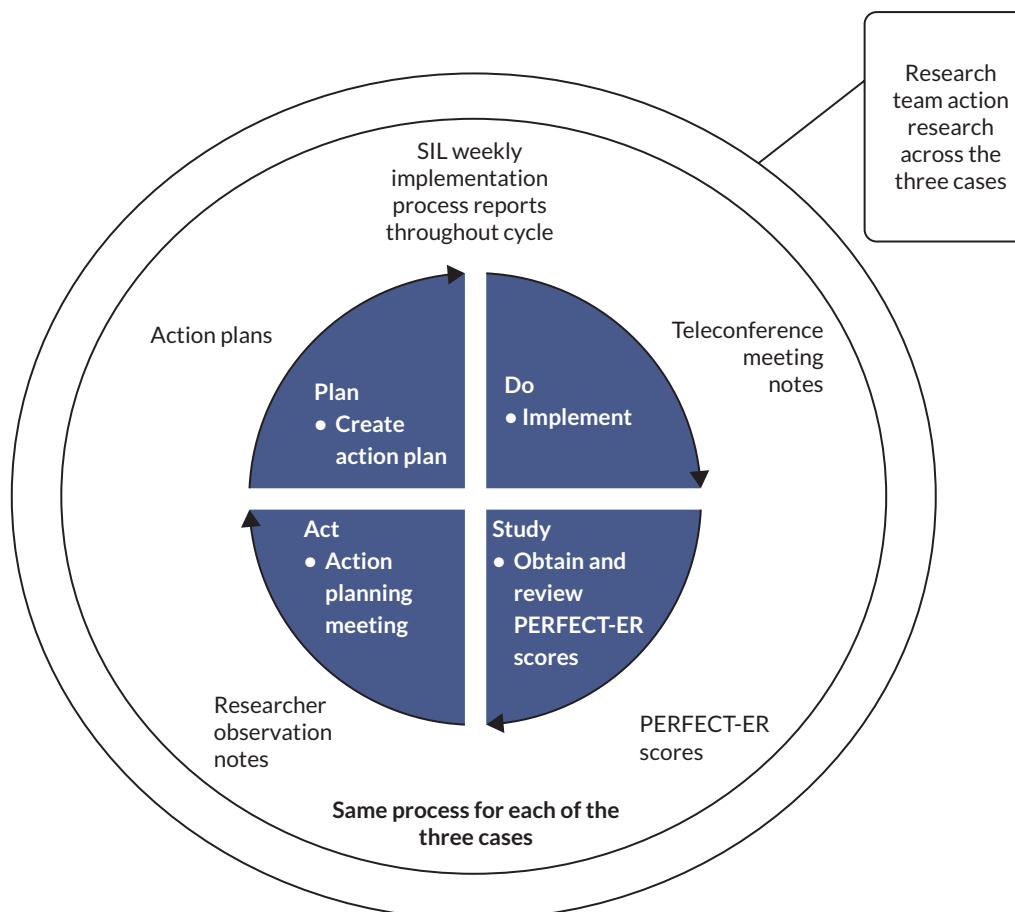 Research
team action
research
across the
three cases
SIL weekly
implementation
process reports
throughout cycle
Action plans
Teleconference
meeting
notes
Plan
● Create
action plan
Do
● Implement
Act
● Action
planning
meeting
Study
● Obtain and
review
PERFECT-ER
scores
Researcher
observation
notes
PERFECT-ER
scores
Same process for each of the
three cases